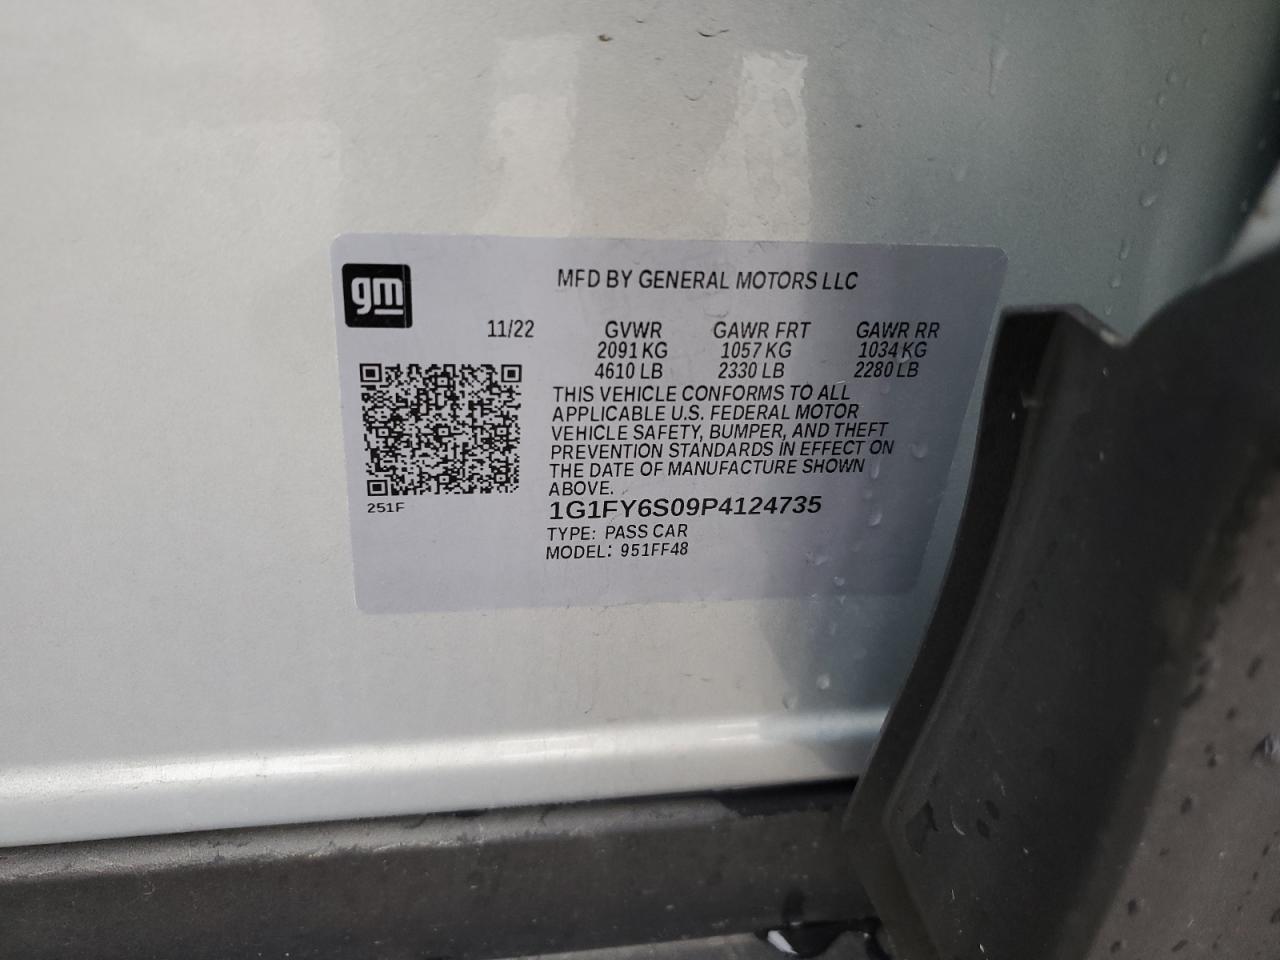 gm
MFD BY GENERAL MOTORS LLC
11/22 GVWR GAWR FRT GAWR RR
2091 KG 1057 KG 1034 KG
4610 LB 2330 LB 2280 LB
THIS VEHICLE CONFORMS TO ALL
APPLICABLE U.S. FEDERAL MOTOR
VEHICLE SAFETY, BUMPER, AND THEFT
PREVENTION STANDARDS IN EFFECT ON
THE DATE OF MANUFACTURE SHOWN
ABOVE.
251F
1G1FY6S09P4124735
TYPE: PASS CAR
MODEL: 951FF48